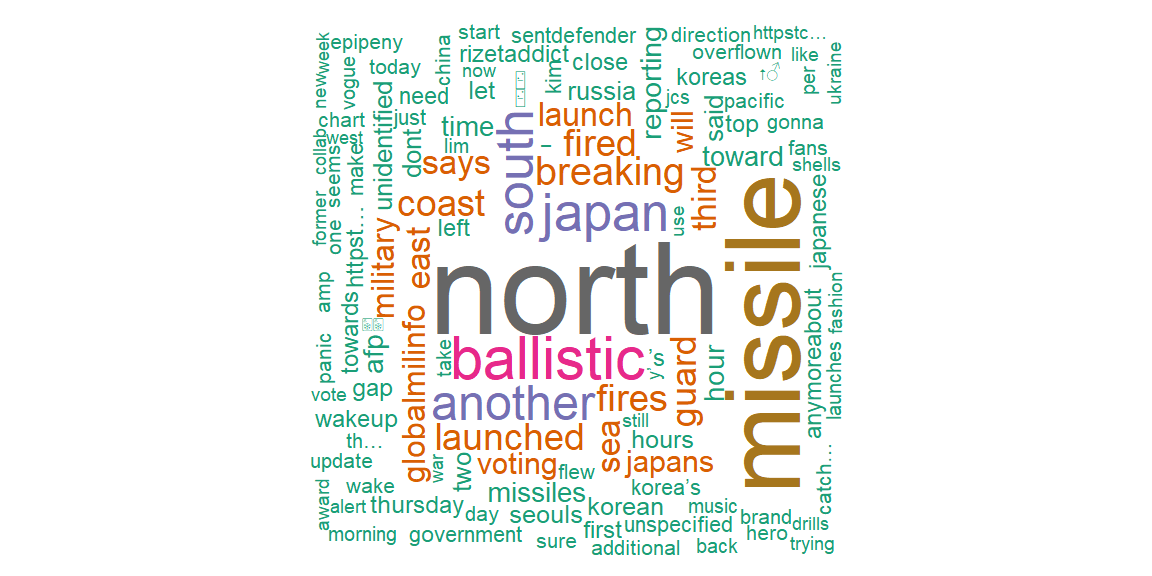 start
sentdefender
direction
httpstc…
newweek
epipeny
china
rizetaddict
reporting
overflown
like
ukraine
vogue
today
now
kim
close
koreas
per
unidentified
need
let
russia
jcs
said
pacific
chart
just
time
south
launch
will
top
gonna
collab
west
make
dont
lim
–
fired
toward
fans
shells
seems
says
breaking
third
missile
japanese
former
one
httpst…
military
coast
east
left
japan
use
north
amp
towards
globalmilinfo
about
fashion
panic
afp
take
ballistic
's
guard
hour
anymore
launches
vote
gap
another
fires
wakeup
th…
launched
sea
still
hours
update
war
two
voting
flew
japans
catch…
award
wake
missiles
korea's
alert
thursday
day
seouls
korean
music
brand
drills
morning
government
sure
first
unspecified
additional
back
hero
trying